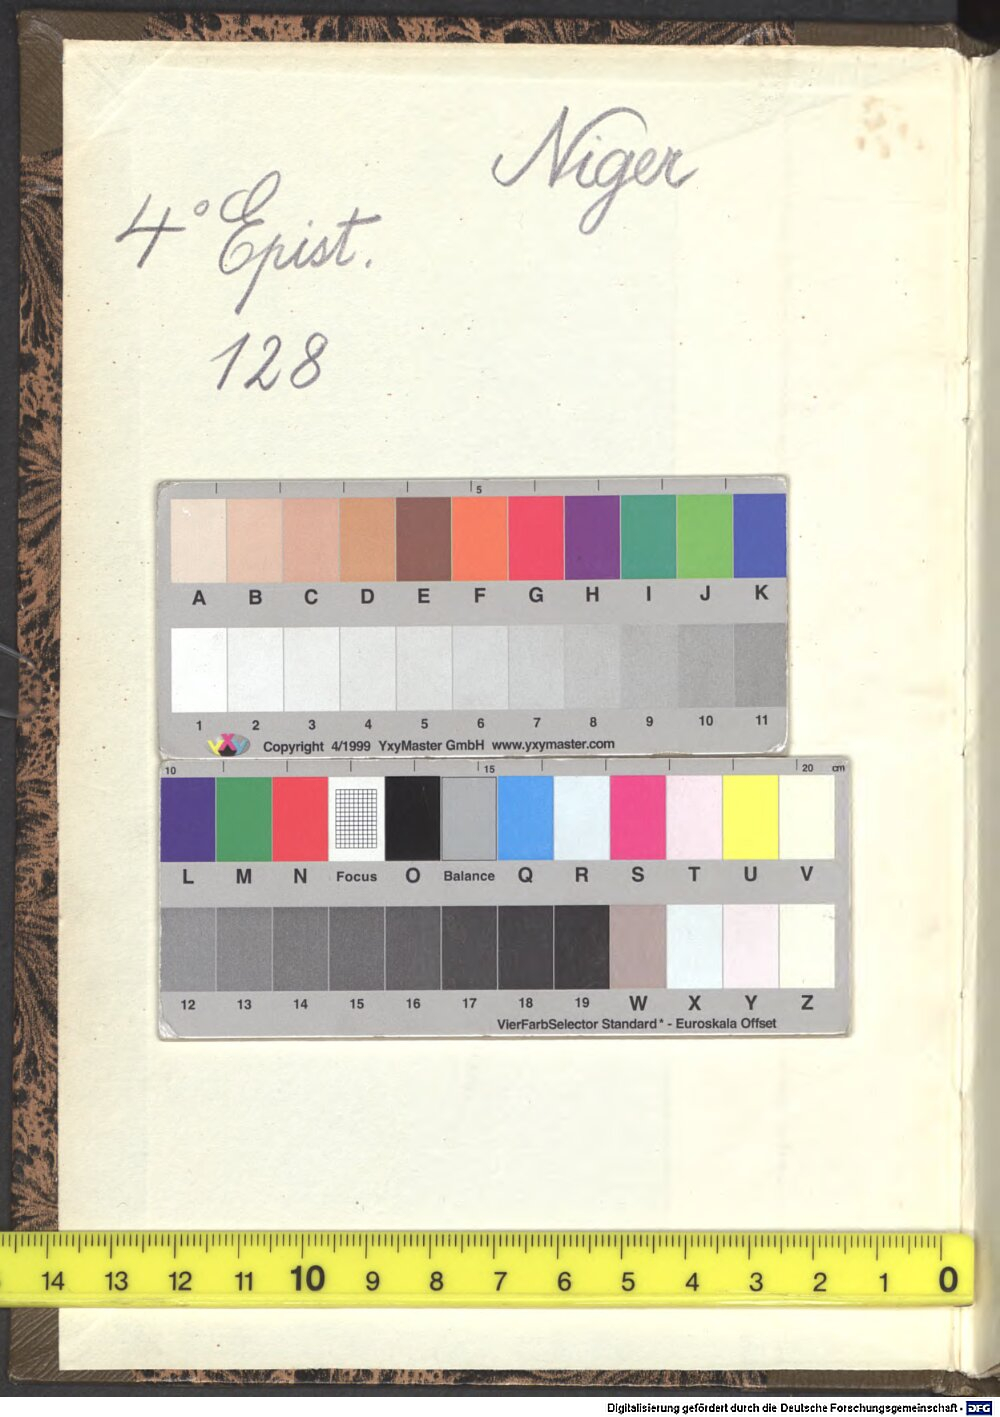 Niger
4° Epist.
128
5
A B C D E F G H I J K
1 2 3 4 5 6 7 8 9 10 11
yxy Copyright 4/1999 YxyMaster GmbH www.yxymaster.com
10 15 20 cm
L M N Focus O Balance Q R S T U V
12 13 14 15 16 17 18 19 W X Y Z
VierFarbSelector Standard* - Euroskala Offset
14 13 12 11 10 9 8 7 6 5 4 3 2 1 0
Digitalisierung gefördert durch die Deutsche Forschungsgemeinschaft - DFG